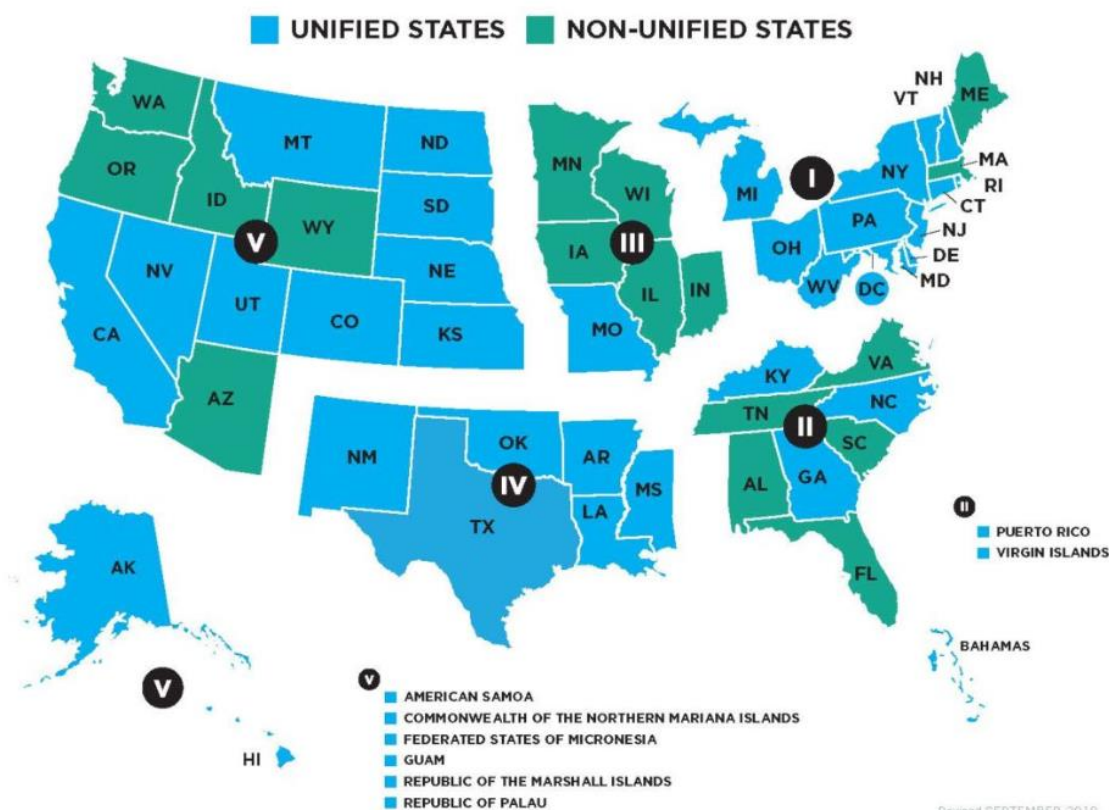 UNIFIED STATES NON-UNIFIED STATES
WA
OR
ID
MT
WY
ND
SD
NE
KS
NV
UT
CO
CA
AZ
V
MN
WI
IA
III
IL
IN
MO
NH
VT
ME
MI
I
NY
MA
RI
CT
PA
NJ
OH
DE
MD
WV
DC
KY
VA
TN
II
NC
SC
AL
GA
FL
NM
OK
IV
TX
AR
LA
MS
II
PUERTO RICO
VIRGIN ISLANDS
BAHAMAS
AK
V
HI
V
AMERICAN SAMOA
COMMONWEALTH OF THE NORTHERN MARIANA ISLANDS
FEDERATED STATES OF MICRONESIA
GUAM
REPUBLIC OF THE MARSHALL ISLANDS
REPUBLIC OF PALAU
SEPTEMBER, 2019